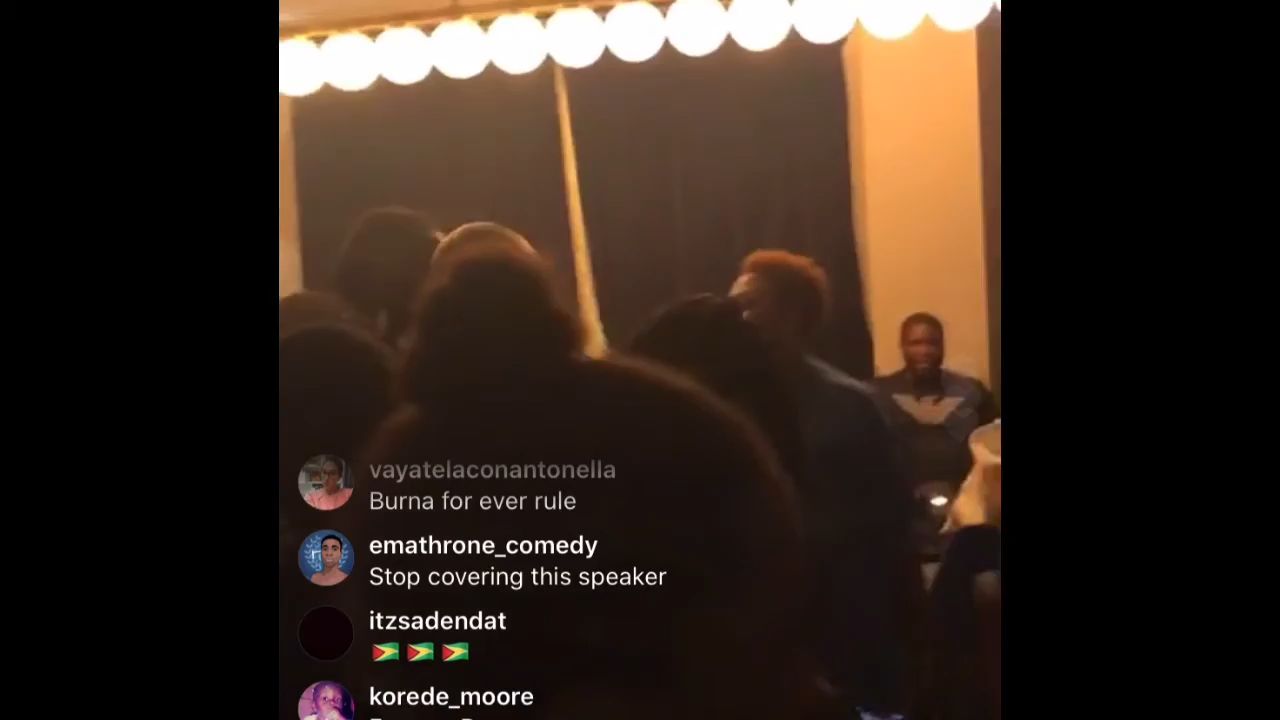 vayatelaconantonella
Burna for ever rule
emathrone_comedy
Stop covering this speaker
itzsadendat
🇬🇾 🇬🇾 🇬🇾
korede_moore